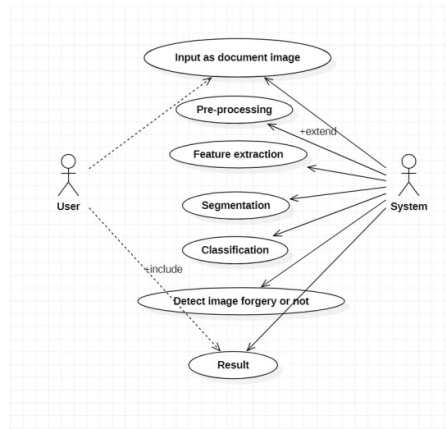 Input as document image
Pre-processing
+extend
Feature extraction
User
Segmentation
System
Classification
+include
Detect image forgery or not
Result